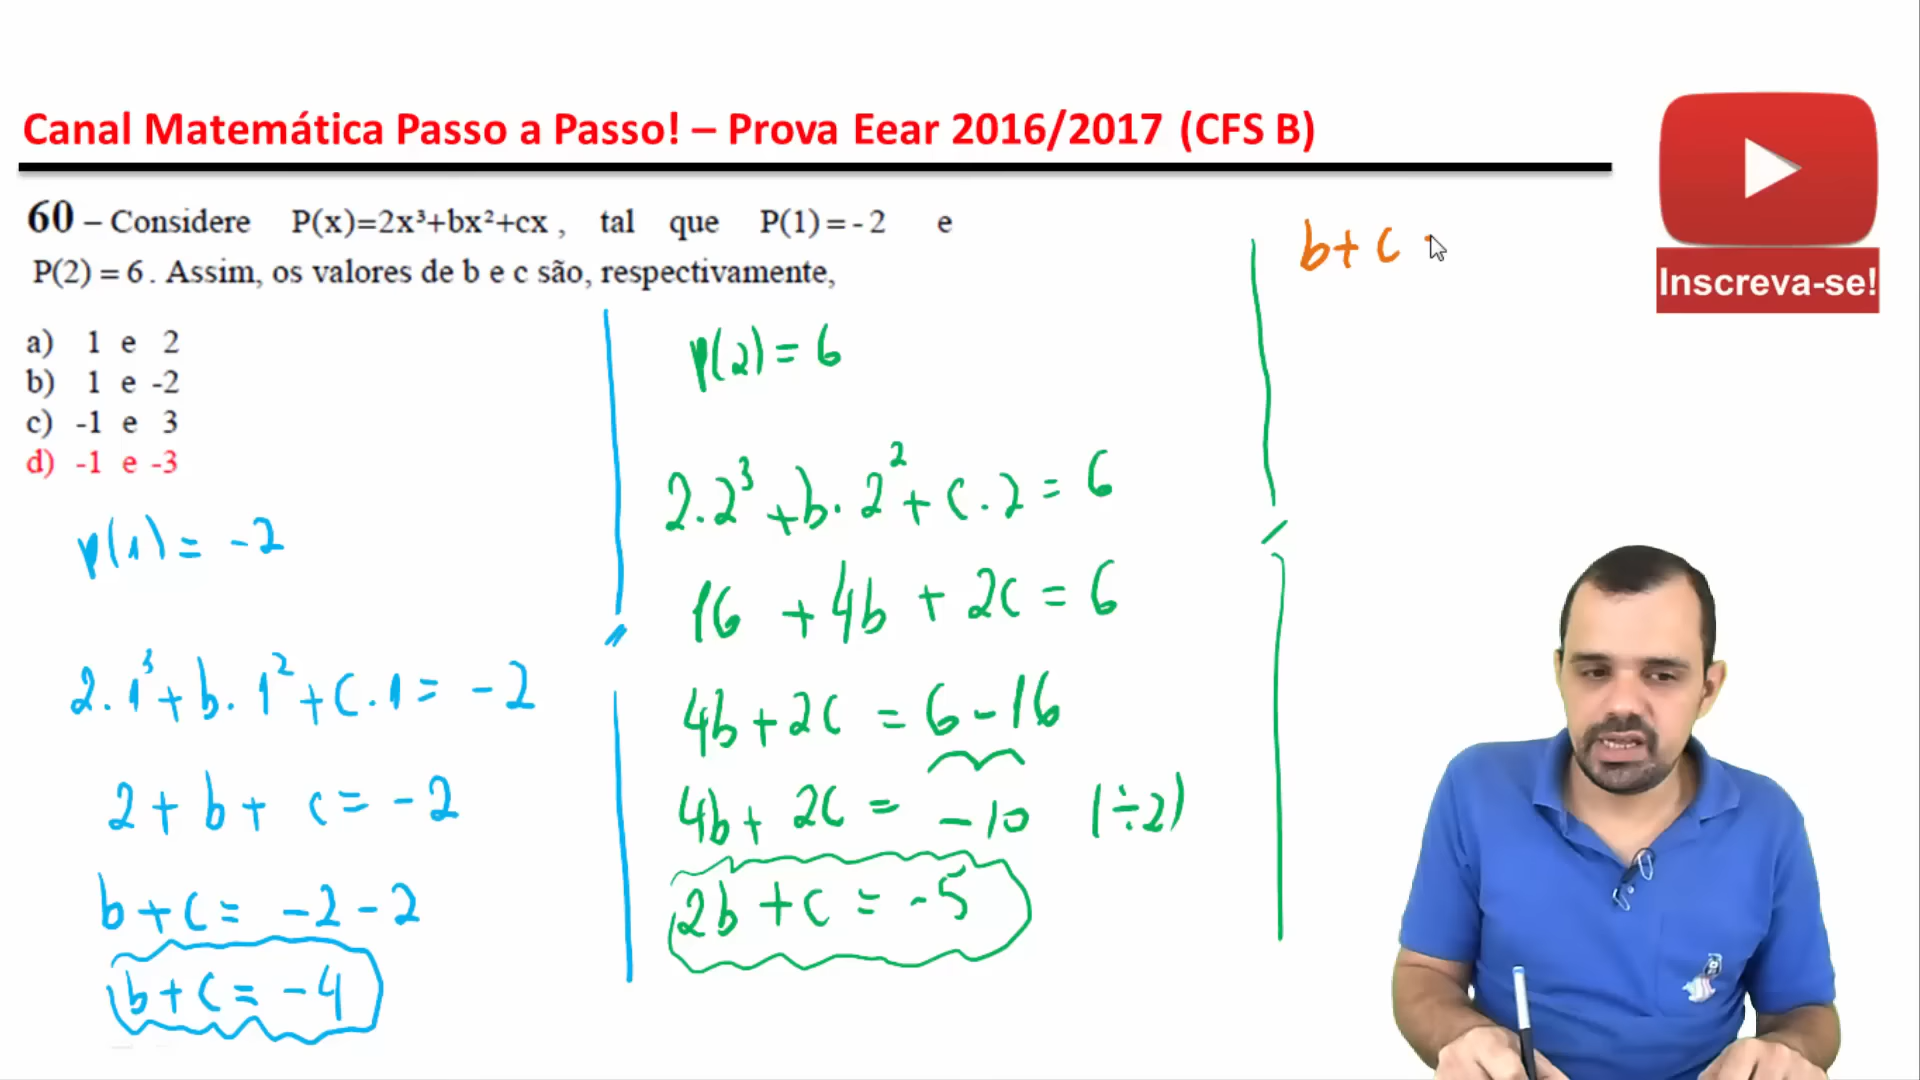 Canal Matemática Passo a Passo! – Prova Eear 2016/2017 (CFS B)
60 – Considere P(x)=2x³+bx²+cx, tal que P(1) = -2 e
P(2) = 6. Assim, os valores de b e c são, respectivamente,
a) 1 e 2
b) 1 e -2
c) -1 e 3
d) -1 e -3
p(1) = -2
2.1³+b.1²+c.1 = -2
2+b+c = -2
b+c = -2-2
b+c = -4
p(2) = 6
2.2³+b.2²+c.2 = 6
16 +4b + 2c = 6
4b+2c = 6-16
4b+2c = -10 (÷2)
2b+c = -5
b+c
Inscreva-se!